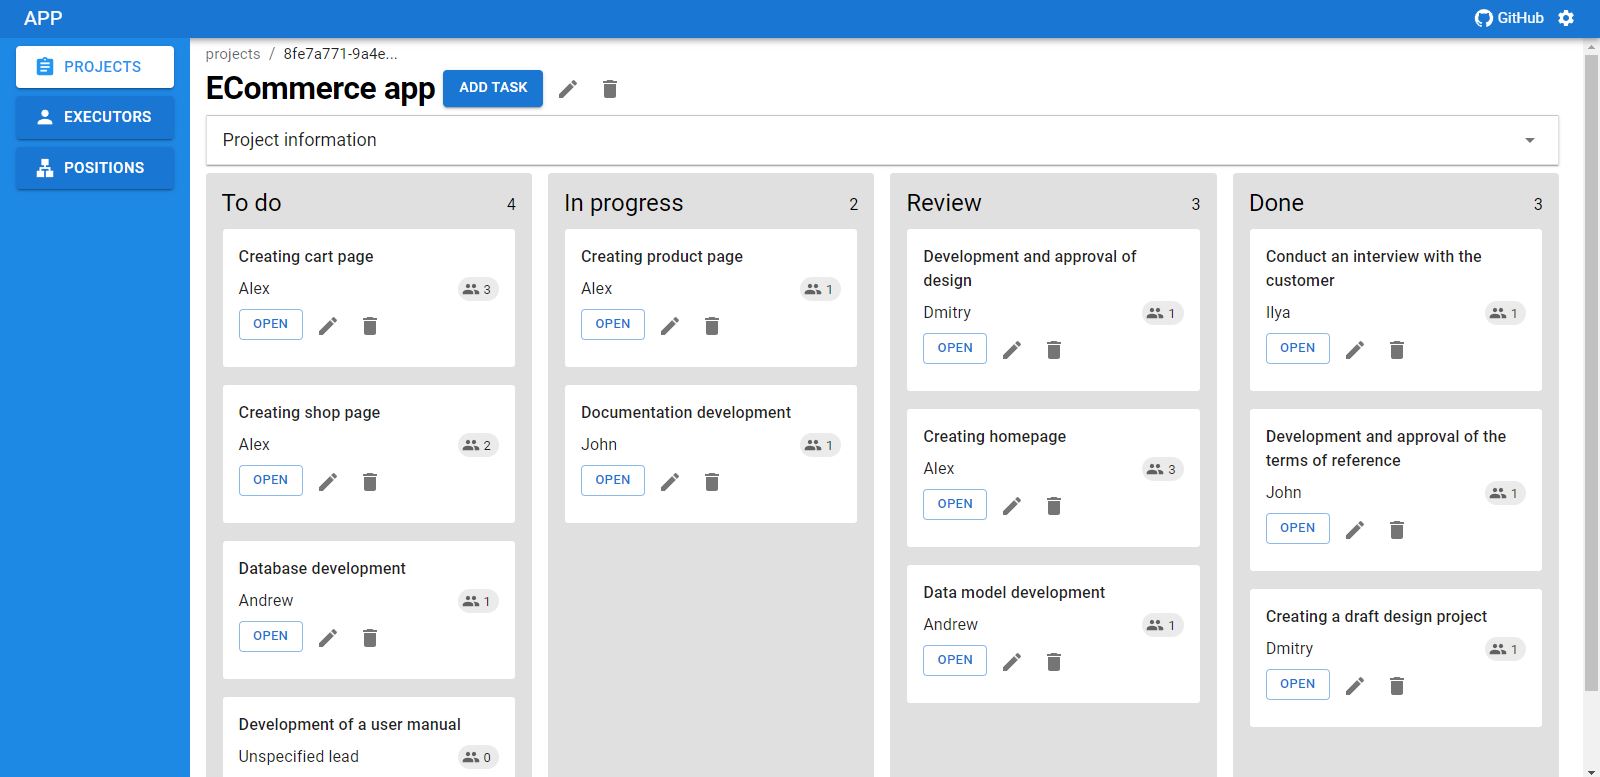 APP
GitHub
PROJECTS
EXECUTORS
POSITIONS
projects / 8fe7a771-9a4e...
ECommerce app
ADD TASK
Project information
To do 4
Creating cart page
Alex 3
OPEN
Creating shop page
Alex 2
OPEN
Database development
Andrew 1
OPEN
Development of a user manual
Unspecified lead 0
In progress 2
Creating product page
Alex 1
OPEN
Documentation development
John 1
OPEN
Review 3
Development and approval of
design
Dmitry 1
OPEN
Creating homepage
Alex 3
OPEN
Data model development
Andrew 1
OPEN
Done 3
Conduct an interview with the
customer
Ilya 1
OPEN
Development and approval of the
terms of reference
John 1
OPEN
Creating a draft design project
Dmitry 1
OPEN